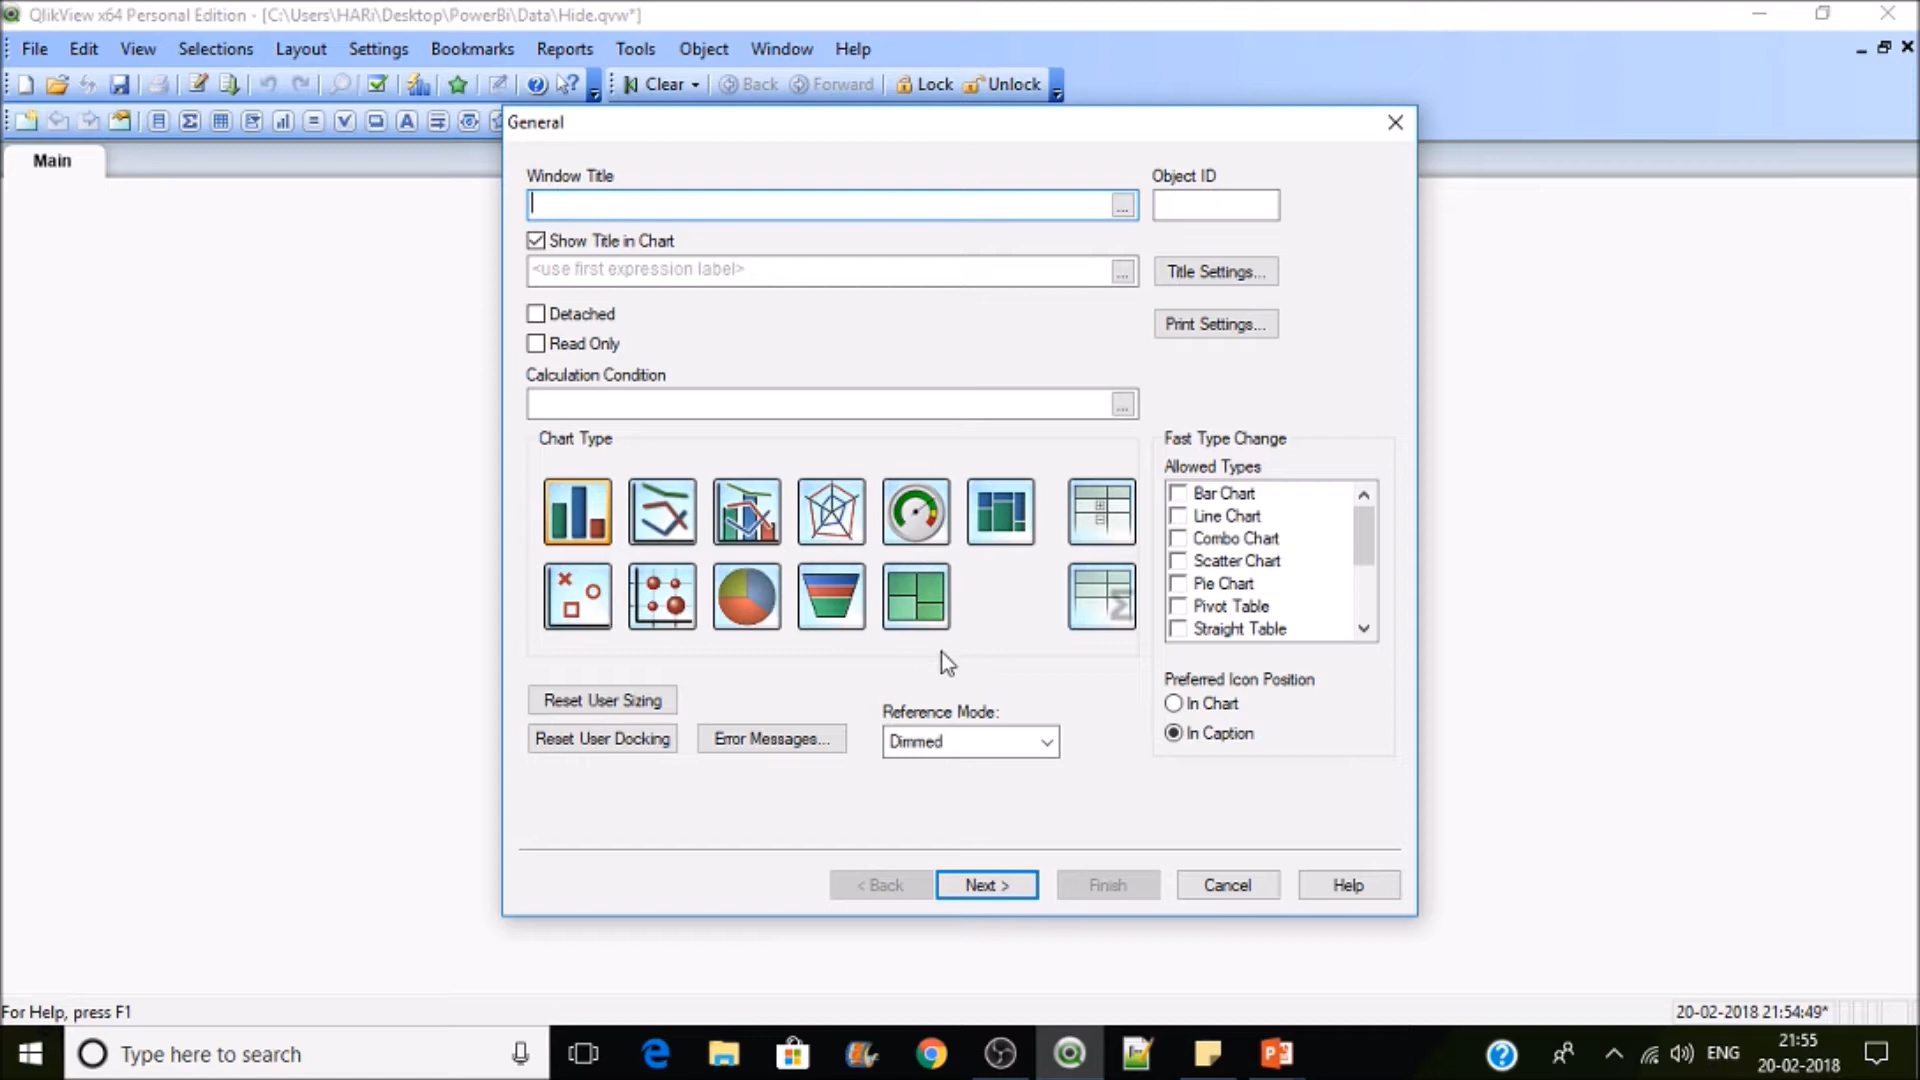 QlikView x64 Personal Edition - [C:\Users\HARi\Desktop\PowerBi\Data\Hide.qvw*]
File Edit View Selections Layout Settings Bookmarks Reports Tools Object Window Help
Clear Back Forward Lock Unlock
Main
General
Window Title
Object ID
...
Show Title in Chart
<use first expression label>
...
Title Settings...
Detached
Print Settings...
Read Only
Calculation Condition
...
Chart Type
Fast Type Change
Allowed Types
Bar Chart
Line Chart
Combo Chart
Scatter Chart
Pie Chart
Pivot Table
Straight Table
Preferred Icon Position
In Chart
In Caption
Reset User Sizing
Reference Mode:
Reset User Docking
Error Messages...
Dimmed
< Back
Next >
Finish
Cancel
Help
For Help, press F1
20-02-2018 21:54:49*
Type here to search
ENG
21:55
20-02-2018